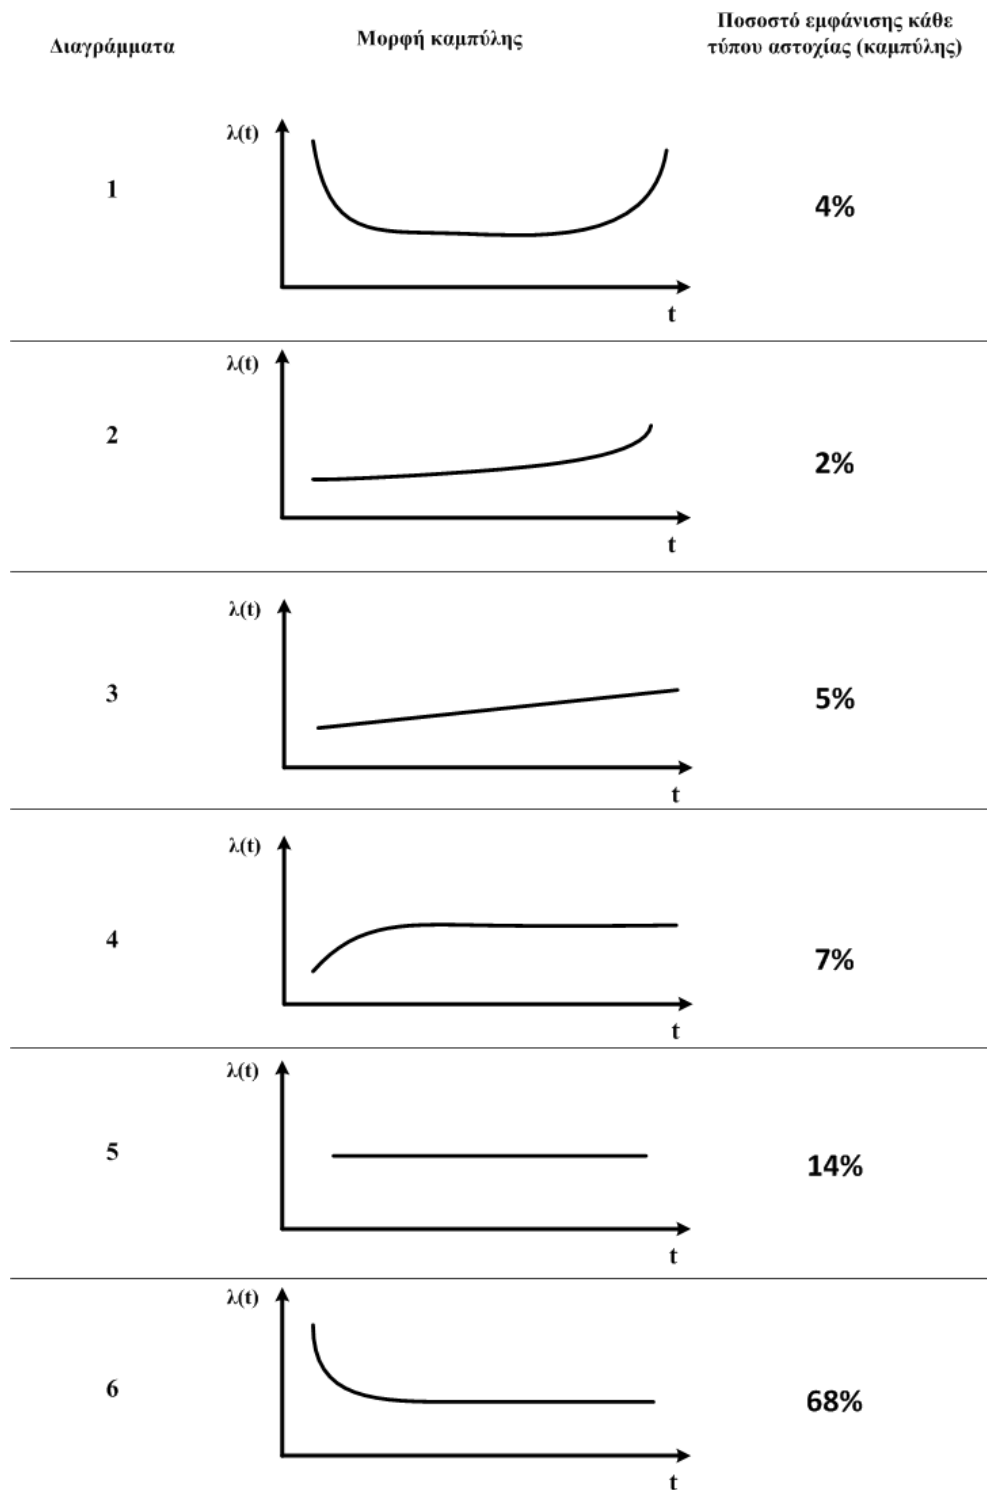 Διαγράμματα
Μορφή καμπύλης
Ποσοστό εμφάνισης κάθε
τύπου αστοχίας (καμπύλης)
λ(t)
1
4%
t
λ(t)
2
2%
t
λ(t)
3
5%
t
λ(t)
4
7%
t
λ(t)
5
14%
t
λ(t)
6
68%
t